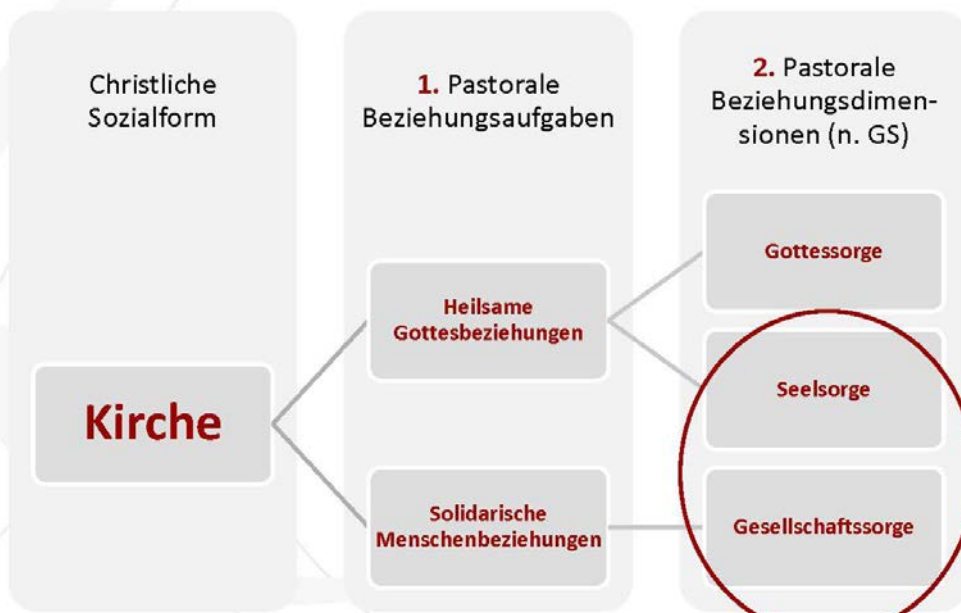 Christliche
Sozialform
1. Pastorale
Beziehungsaufgaben
2. Pastorale
Beziehungsdimen-
sionen (n. GS)
Kirche
Heilsame
Gottesbeziehungen
Solidarische
Menschenbeziehungen
Gottessorge
Seelsorge
Gesellschaftssorge